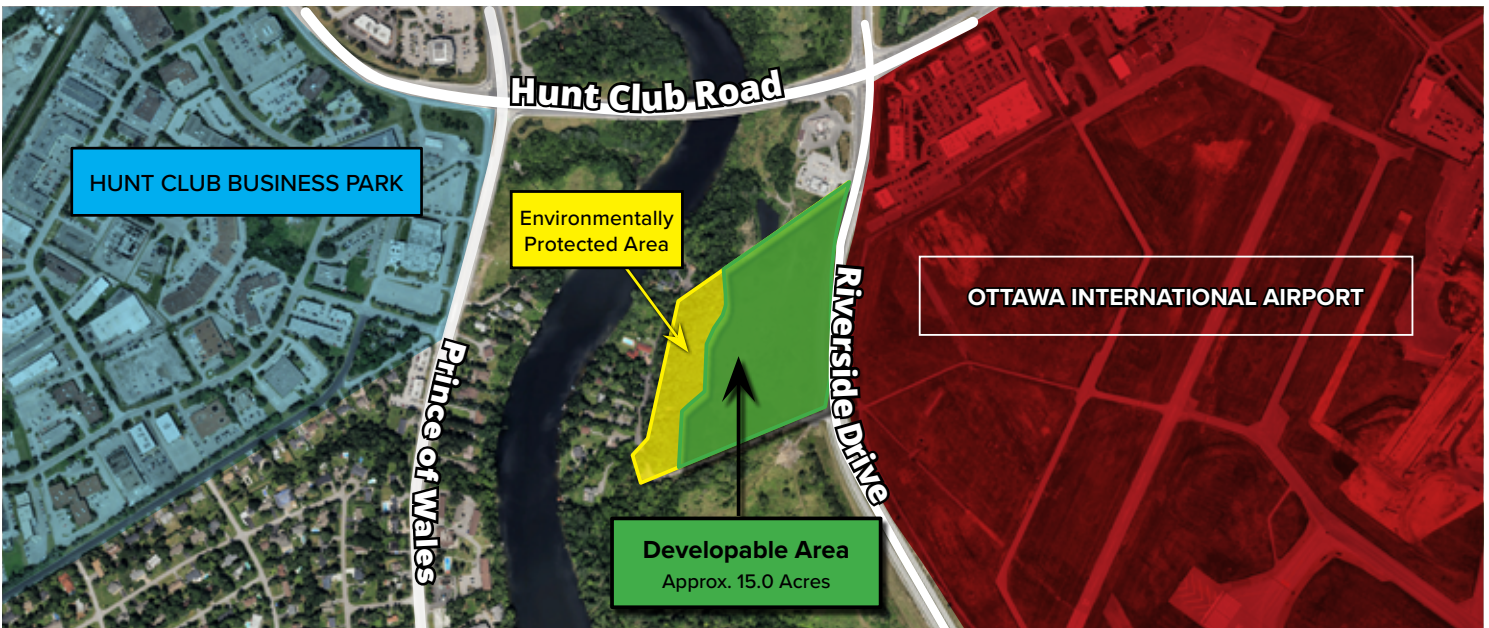 Hunt Club Road
HUNT CLUB BUSINESS PARK
Environmentally
Protected Area
Riverside Drive
OTTAWA INTERNATIONAL AIRPORT
Prince of Wales
Developable Area
Approx. 15.0 Acres